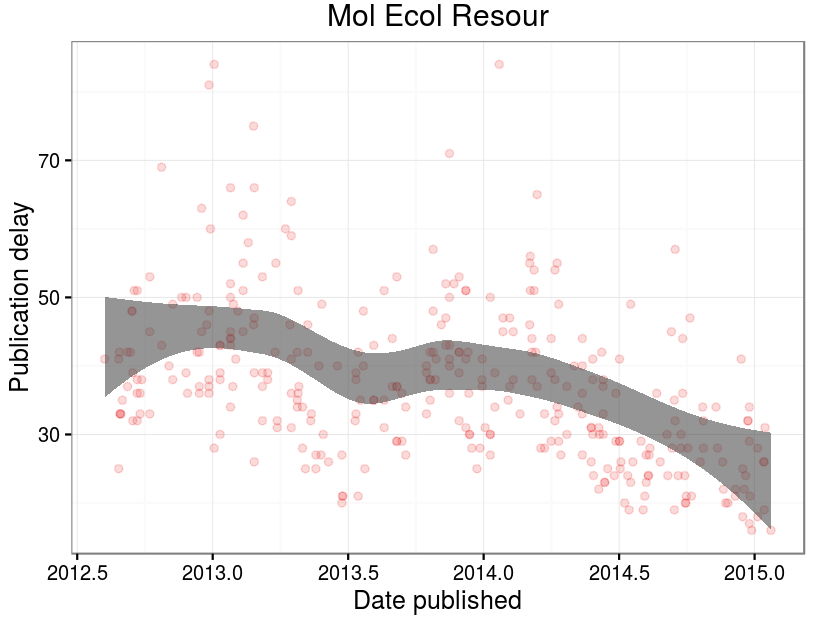 Mol Ecol Resour
Publication delay
70
50
30
2012.5 2013.0 2013.5 2014.0 2014.5 2015.0
Date published